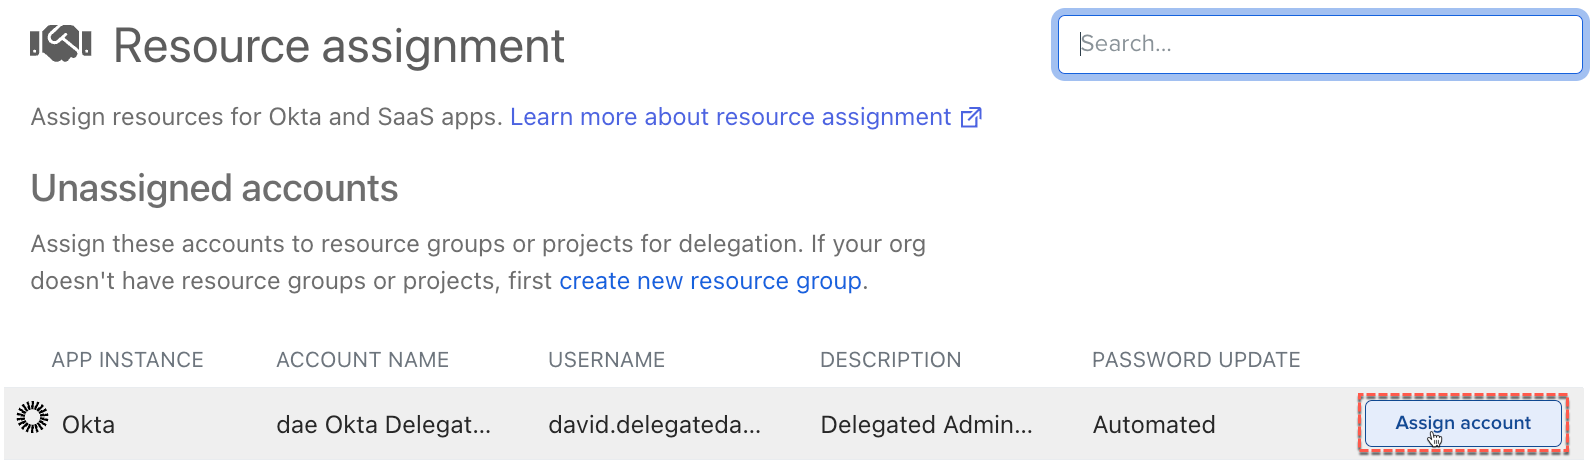 Resource assignment
Search...
Assign resources for Okta and SaaS apps. Learn more about resource assignment
Unassigned accounts
Assign these accounts to resource groups or projects for delegation. If your org
doesn't have resource groups or projects, first create new resource group.
APP INSTANCE ACCOUNT NAME USERNAME DESCRIPTION PASSWORD UPDATE
Okta dae Okta Delegat... david.delegateda... Delegated Admin... Automated Assign account